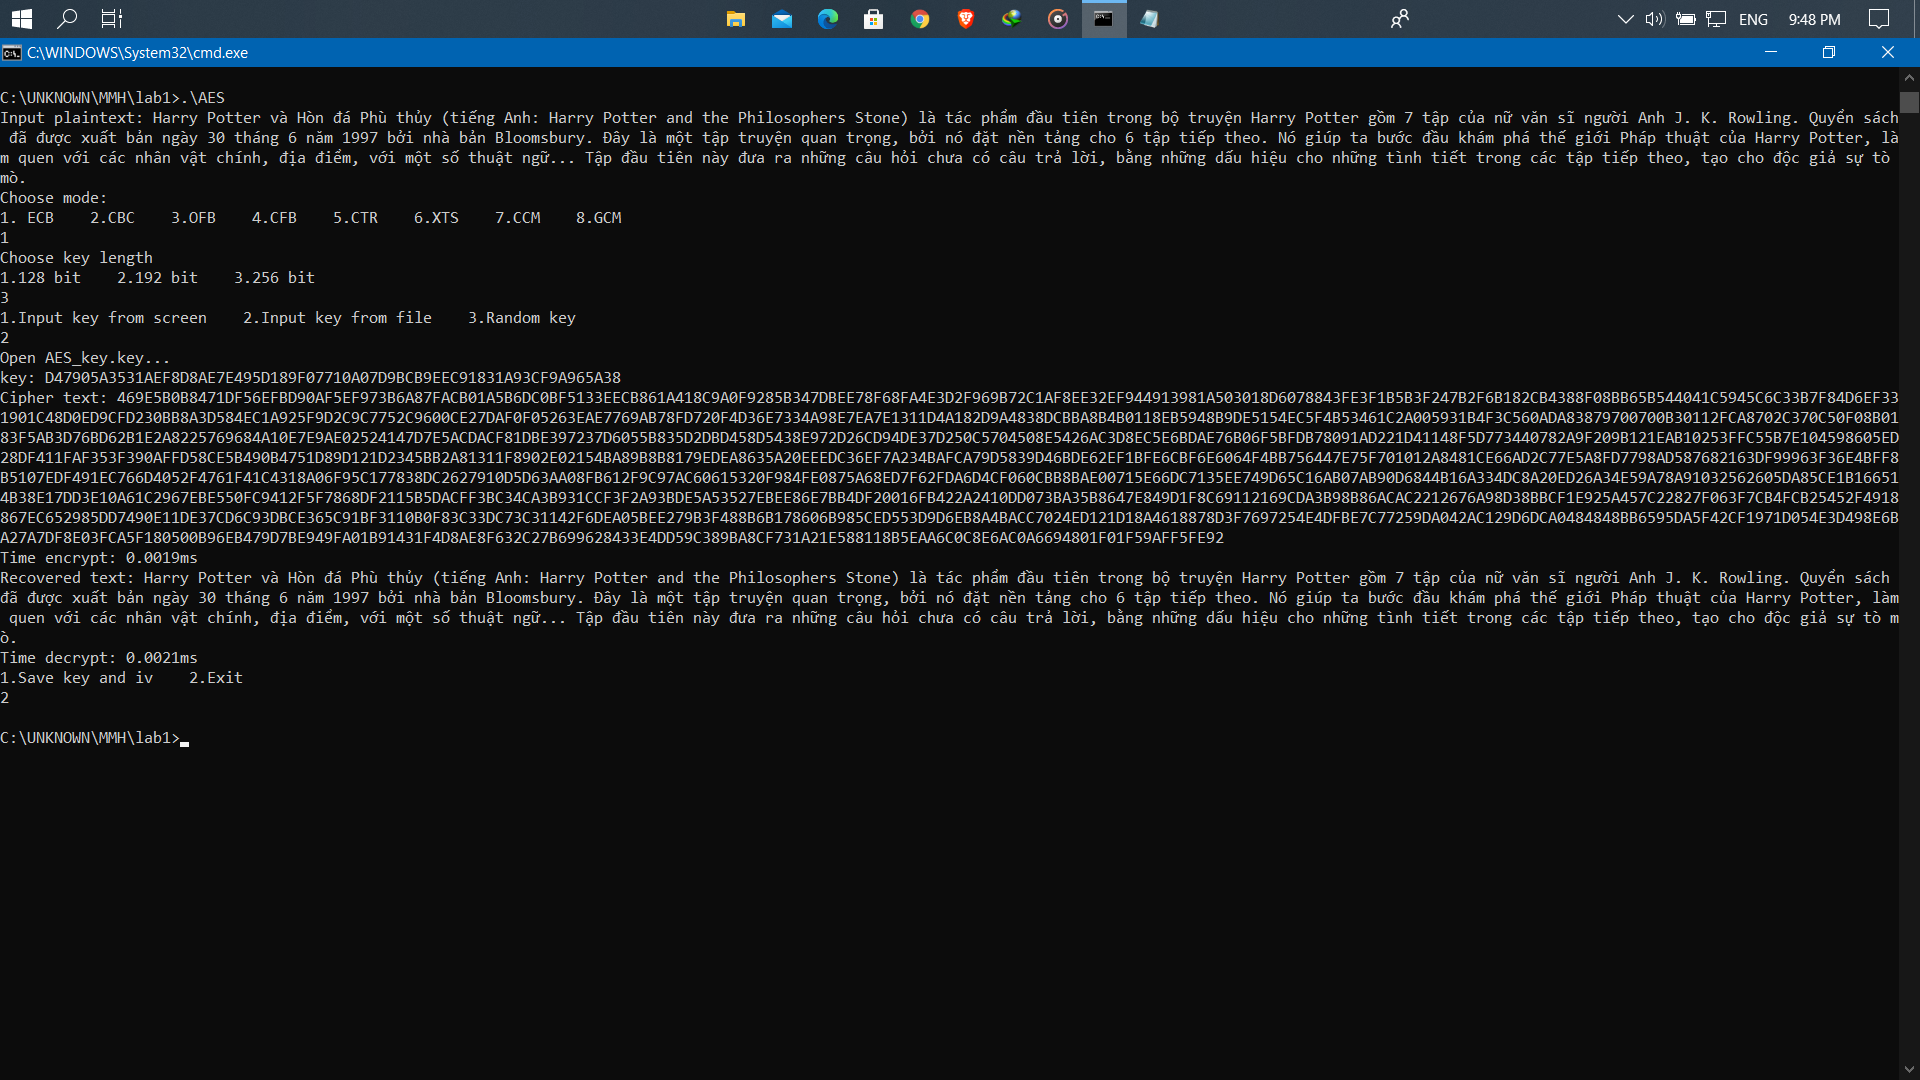 ENG 9:48 PM
C:\WINDOWS\System32\cmd.exe
C:\UNKNOWN\MMH\lab1>.\AES
Input plaintext: Harry Potter và Hòn đá Phù thủy (tiếng Anh: Harry Potter and the Philosophers Stone) là tác phẩm đầu tiên trong bộ truyện Harry Potter gồm 7 tập của nữ văn sĩ người Anh J. K. Rowling. Quyển sách
đã được xuất bản ngày 30 tháng 6 năm 1997 bởi nhà bản Bloomsbury. Đây là một tập truyện quan trọng, bởi nó đặt nền tảng cho 6 tập tiếp theo. Nó giúp ta bước đầu khám phá thế giới Pháp thuật của Harry Potter, là
m quen với các nhân vật chính, địa điểm, với một số thuật ngữ... Tập đầu tiên này đưa ra những câu hỏi chưa có câu trả lời, bằng những dấu hiệu cho những tình tiết trong các tập tiếp theo, tạo cho độc giả sự tò
mò.
Choose mode:
1. ECB    2.CBC    3.OFB    4.CFB    5.CTR    6.XTS    7.CCM    8.GCM
1
Choose key length
1.128 bit    2.192 bit    3.256 bit
3
1.Input key from screen    2.Input key from file    3.Random key
2
Open AES_key.key...
key: D47905A3531AEF8D8AE7E495D189F07710A07D9BCB9EEC91831A93CF9A965A38
Cipher text: 469E5B0B8471DF56EFBD90AF5EF973B6A87FACB01A5B6DC0BF5133EECB861A418C9A0F9285B347DBEE78F68FA4E3D2F969B72C1AF8EE32EF944913981A503018D6078843FE3F1B5B3F247B2F6B182CB4388F08BB65B544041C5945C6C33B7F84D6EF33
1901C48D0ED9CFD230BB8A3D584EC1A925F9D2C9C7752C9600CE27DAF0F05263EAE7769AB78FD720F4D36E7334A98E7EA7E1311D4A182D9A4838DCBBA8B4B0118EB5948B9DE5154EC5F4B53461C2A005931B4F3C560ADA83879700700B30112FCA8702C370C50F08B01
83F5AB3D76BD62B1E2A8225769684A10E7E9AE02524147D7E5ACDACF81DBE397237D6055B835D2DBD458D5438E972D26CD94DE37D250C5704508E5426AC3D8EC5E6BDAE76B06F5BFDB78091AD221D41148F5D773440782A9F209B121EAB10253FFC55B7E104598605ED
28DF411FAF353F390AFFD58CE5B490B4751D89D121D2345BB2A81311F8902E02154BA89B8B8179EDEA8635A20EEEDC36EF7A234BAFCA79D5839D46BDE62EF1BFE6CBF6E6064F4BB756447E75F701012A8481CE66AD2C77E5A8FD7798AD587682163DF99963F36E4BFF8
B5107EDF491EC766D4052F4761F41C4318A06F95C177838DC2627910D5D63AA08FB612F9C97AC60615320F984FE0875A68ED7F62FDA6D4CF060CBB8BAE00715E66DC7135EE749D65C16AB07AB90D6844B16A334DC8A20ED26A34E59A78A91032562605DA85CE1B16651
4B38E17DD3E10A61C2967EBE550FC9412F5F7868DF2115B5DACFF3BC34CA3B931CCF3F2A93BDE5A53527EBEE86E7BB4DF20016FB422A2410DD073BA35B8647E849D1F8C69112169CDA3B98B86ACAC2212676A98D38BBCF1E925A457C22827F063F7CB4FCB25452F4918
867EC652985DD7490E11DE37CD6C93DBCE365C91BF3110B0F83C33DC73C31142F6DEA05BEE279B3F488B6B178606B985CED553D9D6EB8A4BACC7024ED121D18A4618878D3F7697254E4DFBE7C77259DA042AC129D6DCA0484848BB6595DA5F42CF1971D054E3D498E6B
A27A7DF8E03FCA5F180500B96EB479D7BE949FA01B91431F4D8AE8F632C27B699628433E4DD59C389BA8CF731A21E588118B5EAA6C0C8E6AC0A6694801F01F59AFF5FE92
Time encrypt: 0.0019ms
Recovered text: Harry Potter và Hòn đá Phù thủy (tiếng Anh: Harry Potter and the Philosophers Stone) là tác phẩm đầu tiên trong bộ truyện Harry Potter gồm 7 tập của nữ văn sĩ người Anh J. K. Rowling. Quyển sách
đã được xuất bản ngày 30 tháng 6 năm 1997 bởi nhà bản Bloomsbury. Đây là một tập truyện quan trọng, bởi nó đặt nền tảng cho 6 tập tiếp theo. Nó giúp ta bước đầu khám phá thế giới Pháp thuật của Harry Potter, làm
quen với các nhân vật chính, địa điểm, với một số thuật ngữ... Tập đầu tiên này đưa ra những câu hỏi chưa có câu trả lời, bằng những dấu hiệu cho những tình tiết trong các tập tiếp theo, tạo cho độc giả sự tò m
ò.
Time decrypt: 0.0021ms
1.Save key and iv    2.Exit
2
C:\UNKNOWN\MMH\lab1>